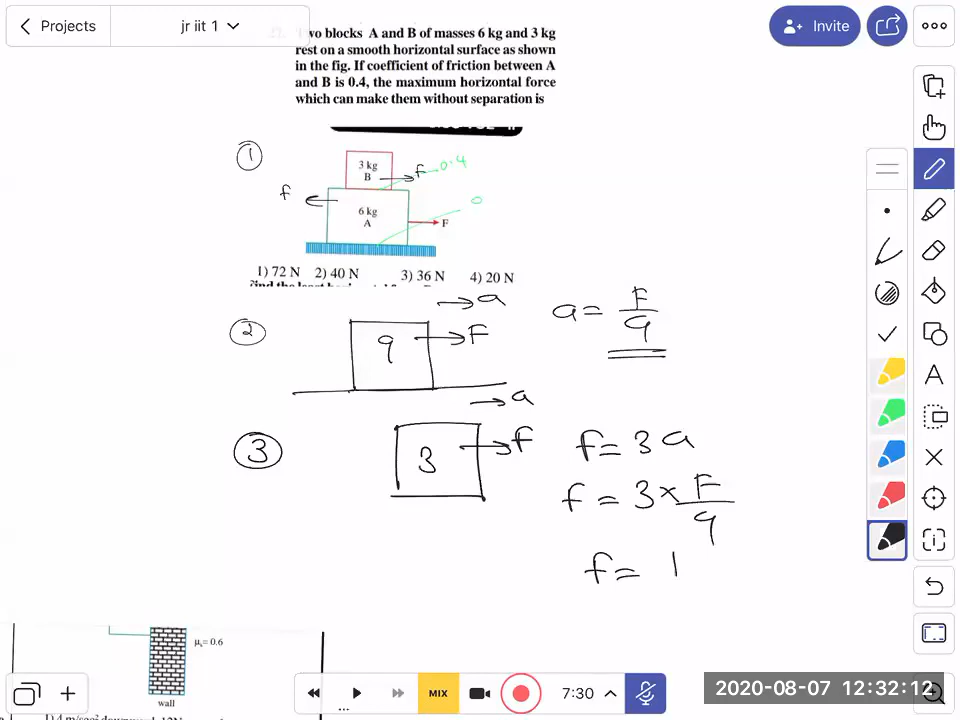 Projects
jr iit 1
Invite
Two blocks A and B of masses 6 kg and 3 kg
rest on a smooth horizontal surface as shown
in the fig. If coefficient of friction between A
and B is 0.4, the maximum horizontal force
which can make them without separation is
1
3 kg
B
f
0.4
f
6 kg
A
F
0
1) 72 N 2) 40 N 3) 36 N 4) 20 N
a
2
9
F
a = F/9
a
3
3
f
f = 3a
f = 3 × F/9
f = 1
μs = 0.6
wall
MIX
7:30
2020-08-07 12:32:12